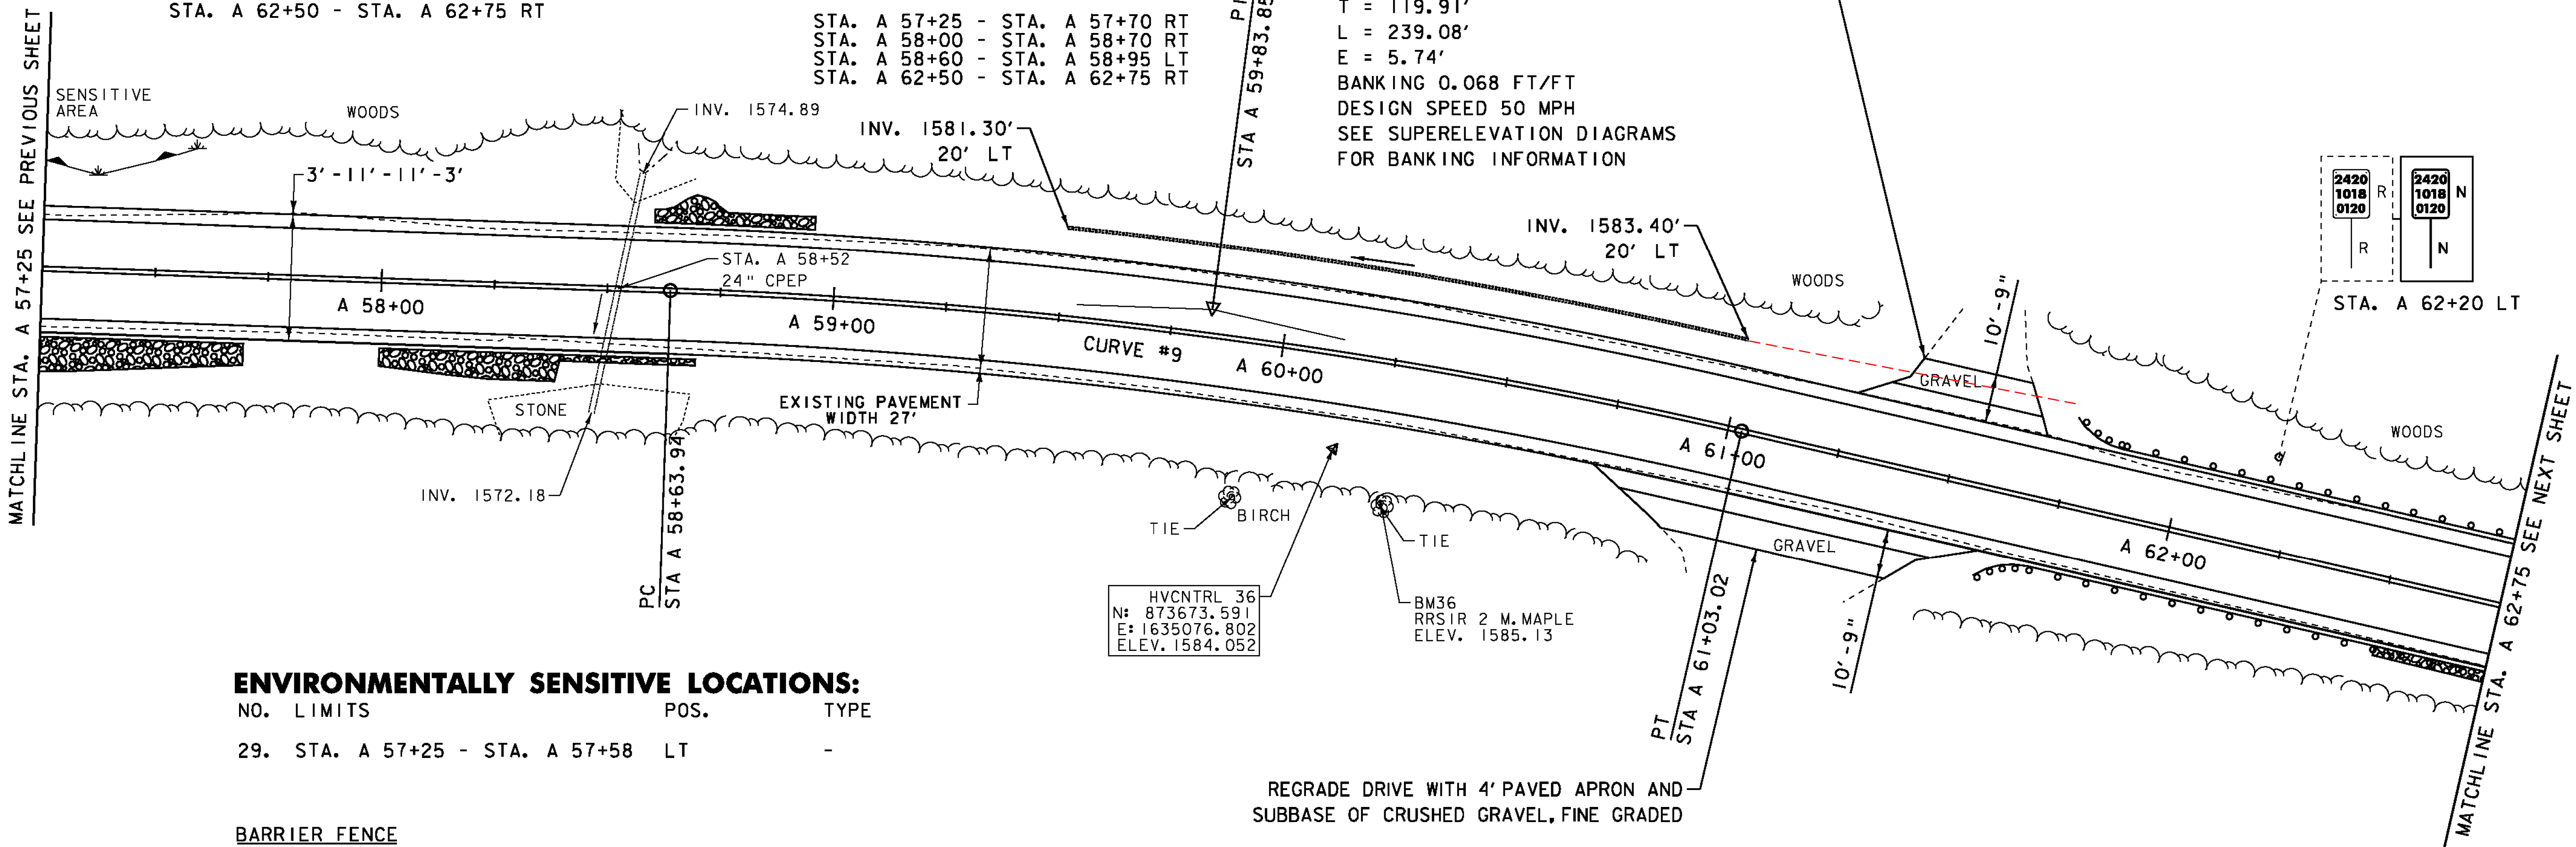 STA. A 62+50 - STA. A 62+75 RT
STA. A 57+25 - STA. A 57+70 RT
STA. A 58+00 - STA. A 58+70 RT
STA. A 58+60 - STA. A 58+95 LT
STA. A 62+50 - STA. A 62+75 RT
STA A 59+83.85
T = 119.91'
L = 239.08'
E = 5.74'
BANKING 0.068 FT/FT
DESIGN SPEED 50 MPH
SEE SUPERELEVATION DIAGRAMS
FOR BANKING INFORMATION
MATCHLINE STA. A 57+25 SEE PREVIOUS SHEET
SENSITIVE
AREA
WOODS
INV. 1574.89
INV. 1581.30'
20' LT
3'-11'-11'-3'
INV. 1583.40'
20' LT
WOODS
10'-9"
2420
1018
0120
R
R
2420
1018
0120
N
N
STA. A 62+20 LT
STA. A 58+52
24" CPEP
A 58+00
A 59+00
CURVE #9
A 60+00
GRAVEL
EXISTING PAVEMENT
WIDTH 27'
STONE
A 61+00
WOODS
A 62+00
INV. 1572.18
PC
STA A 58+63.94
TIE
BIRCH
TIE
GRAVEL
HVCNTRL 36
N: 873673.591
E: 1635076.802
ELEV. 1584.052
BM36
RRSIR 2 M.MAPLE
ELEV. 1585.13
PT
STA A 61+03.02
10'-9"
MATCHLINE STA. A 62+75 SEE NEXT SHEET
ENVIRONMENTALLY SENSITIVE LOCATIONS:
NO. LIMITS POS. TYPE
29. STA. A 57+25 - STA. A 57+58 LT -
REGRADE DRIVE WITH 4' PAVED APRON AND
SUBBASE OF CRUSHED GRAVEL, FINE GRADED
BARRIER FENCE